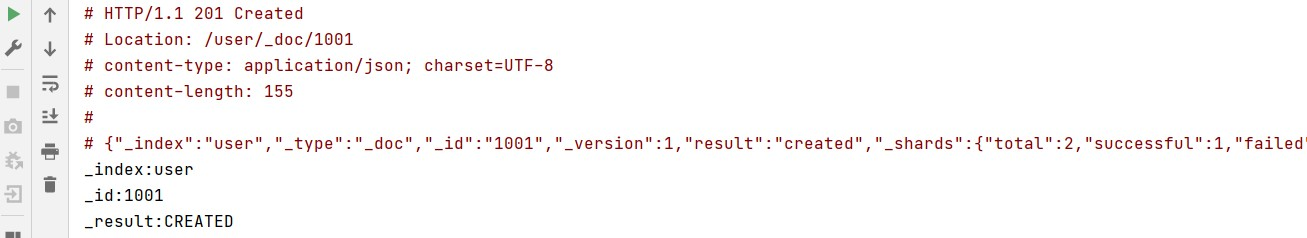 # HTTP/1.1 201 Created
# Location: /user/_doc/1001
# content-type: application/json; charset=UTF-8
# content-length: 155
#
# {"_index":"user","_type":"_doc","_id":"1001","_version":1,"result":"created","_shards":{"total":2,"successful":1,"failed"
_index:user
_id:1001
_result:CREATED